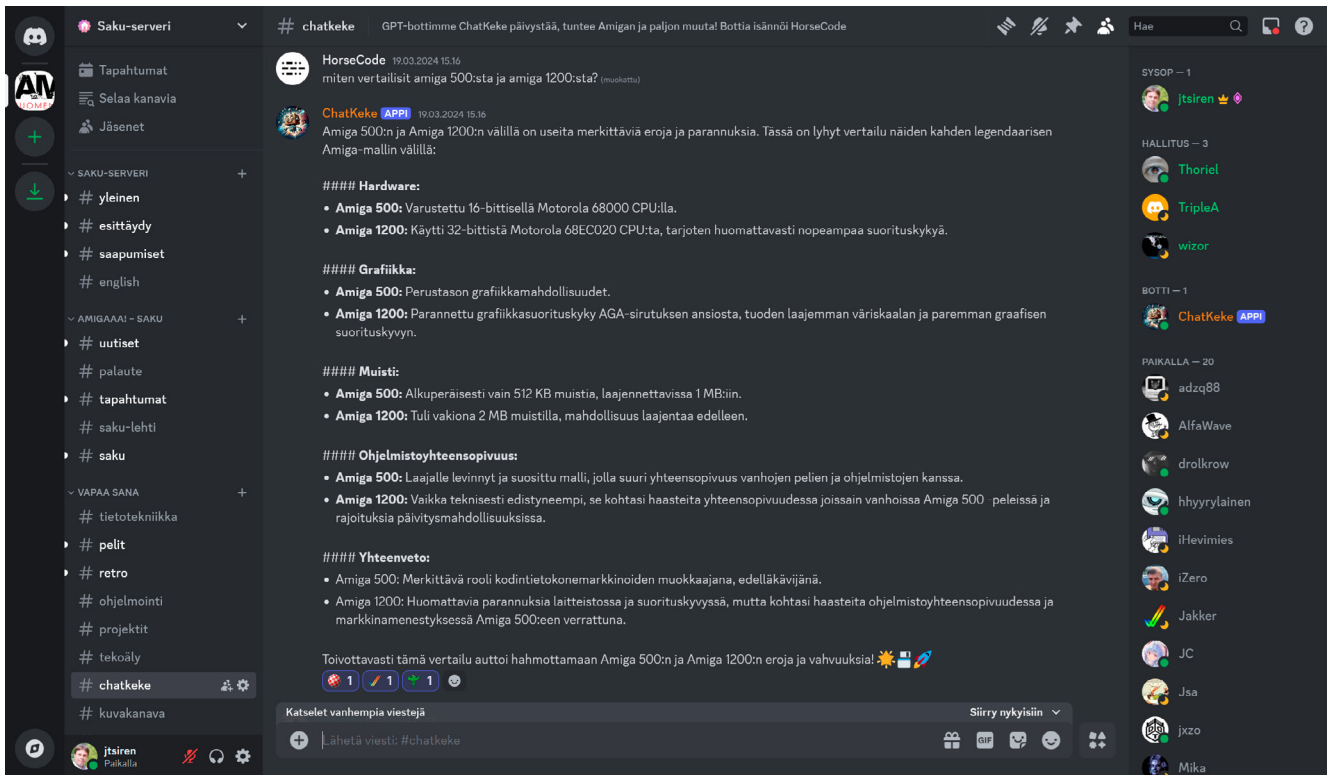 Saku-serveri
chatkeke
GPT-bottimme ChatKeke päivystää, tuntee Amigan ja paljon muuta! Bottia isännöi HorseCode
Hae
AM
UOMEN
Tapahtumat
Selaa kanavia
Jäsenet
SAKU-SERVERI
# yleinen
# esittäydy
# saapumiset
# english
AMIGAAA! - SAKU
# uutiset
# palaute
# tapahtumat
# saku-lehti
# saku
VAPAA SANA
# tietotekniikka
# pelit
# retro
# ohjelmointi
# projektit
# tekoäly
# chatkeke
# kuvakanava
jtsiren
Paikalla
HorseCode 19.03.2024 15.16
miten vertailisit amiga 500:sta ja amiga 1200:sta? (muokattu)
ChatKeke APPI 19.03.2024 15.16
Amiga 500:n ja Amiga 1200:n välillä on useita merkittäviä eroja ja parannuksia. Tässä on lyhyt vertailu näiden kahden legendaarisen
Amiga-mallin välillä:
#### Hardware:
• Amiga 500: Varustettu 16-bittisellä Motorola 68000 CPU:lla.
• Amiga 1200: Käytti 32-bittistä Motorola 68EC020 CPU:ta, tarjoten huomattavasti nopeampaa suorituskykyä.
#### Grafiikka:
• Amiga 500: Perustason grafiikkamahdollisuudet.
• Amiga 1200: Parannettu grafiikkasuorituskyky AGA-sirutuksen ansiosta, tuoden laajemman väriskaalan ja paremman graafisen
suorituskyvyn.
#### Muisti:
• Amiga 500: Alkuperäisesti vain 512 KB muistia, laajennettavissa 1 MB:iin.
• Amiga 1200: Tuli vakiona 2 MB muistilla, mahdollisuus laajentaa edelleen.
#### Ohjelmistoyhteensopivuus:
• Amiga 500: Laajalle levinnyt ja suosittu malli, jolla suuri yhteensopivuus vanhojen pelien ja ohjelmistojen kanssa.
• Amiga 1200: Vaikka teknisesti edistyneempi, se kohtasi haasteita yhteensopivuudessa joissain vanhoissa Amiga 500 -peleissä ja
rajoituksia päivitysmahdollisuuksissa.
#### Yhteenveto:
• Amiga 500: Merkittävä rooli kodintietokonemarkkinoiden muokkaajana, edelläkävijänä.
• Amiga 1200: Huomattavia parannuksia laitteistossa ja suorituskyvyssä, mutta kohtasi haasteita ohjelmistoyhteensopivuudessa ja
markkinamenestyksessä Amiga 500:een verrattuna.
Toivottavasti tämä vertailu auttoi hahmottamaan Amiga 500:n ja Amiga 1200:n eroja ja vahvuuksia!
1 1 1
Katselet vanhempia viestejä
Siirry nykyisiin
Lähetä viesti: #chatkeke
GIF
SYSOP — 1
jtsiren
HALLITUS — 3
Thoriel
TripleA
wizor
BOTTI — 1
ChatKeke APPI
PAIKALLA — 20
adzq88
AlfaWave
drolkrow
hhyyrylainen
iHevimies
iZero
Jakker
JC
Jsa
jxzo
Mika